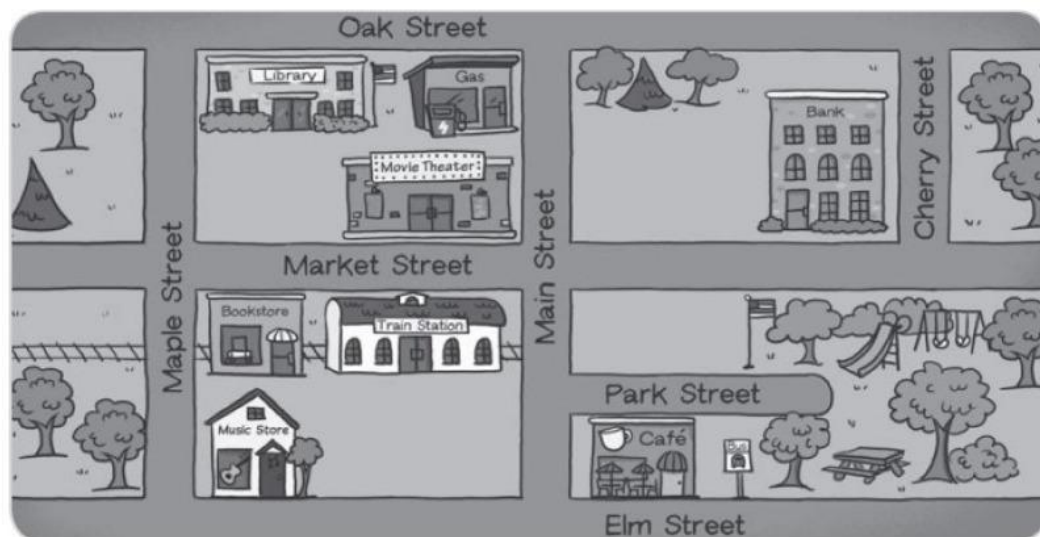 Oak Street
Library
Gas
Movie Theater
Bank
Cherry Street
Maple Street
Market Street
Main Street
Bookstore
Train Station
Park Street
Music Store
Café
Bus
Elm Street